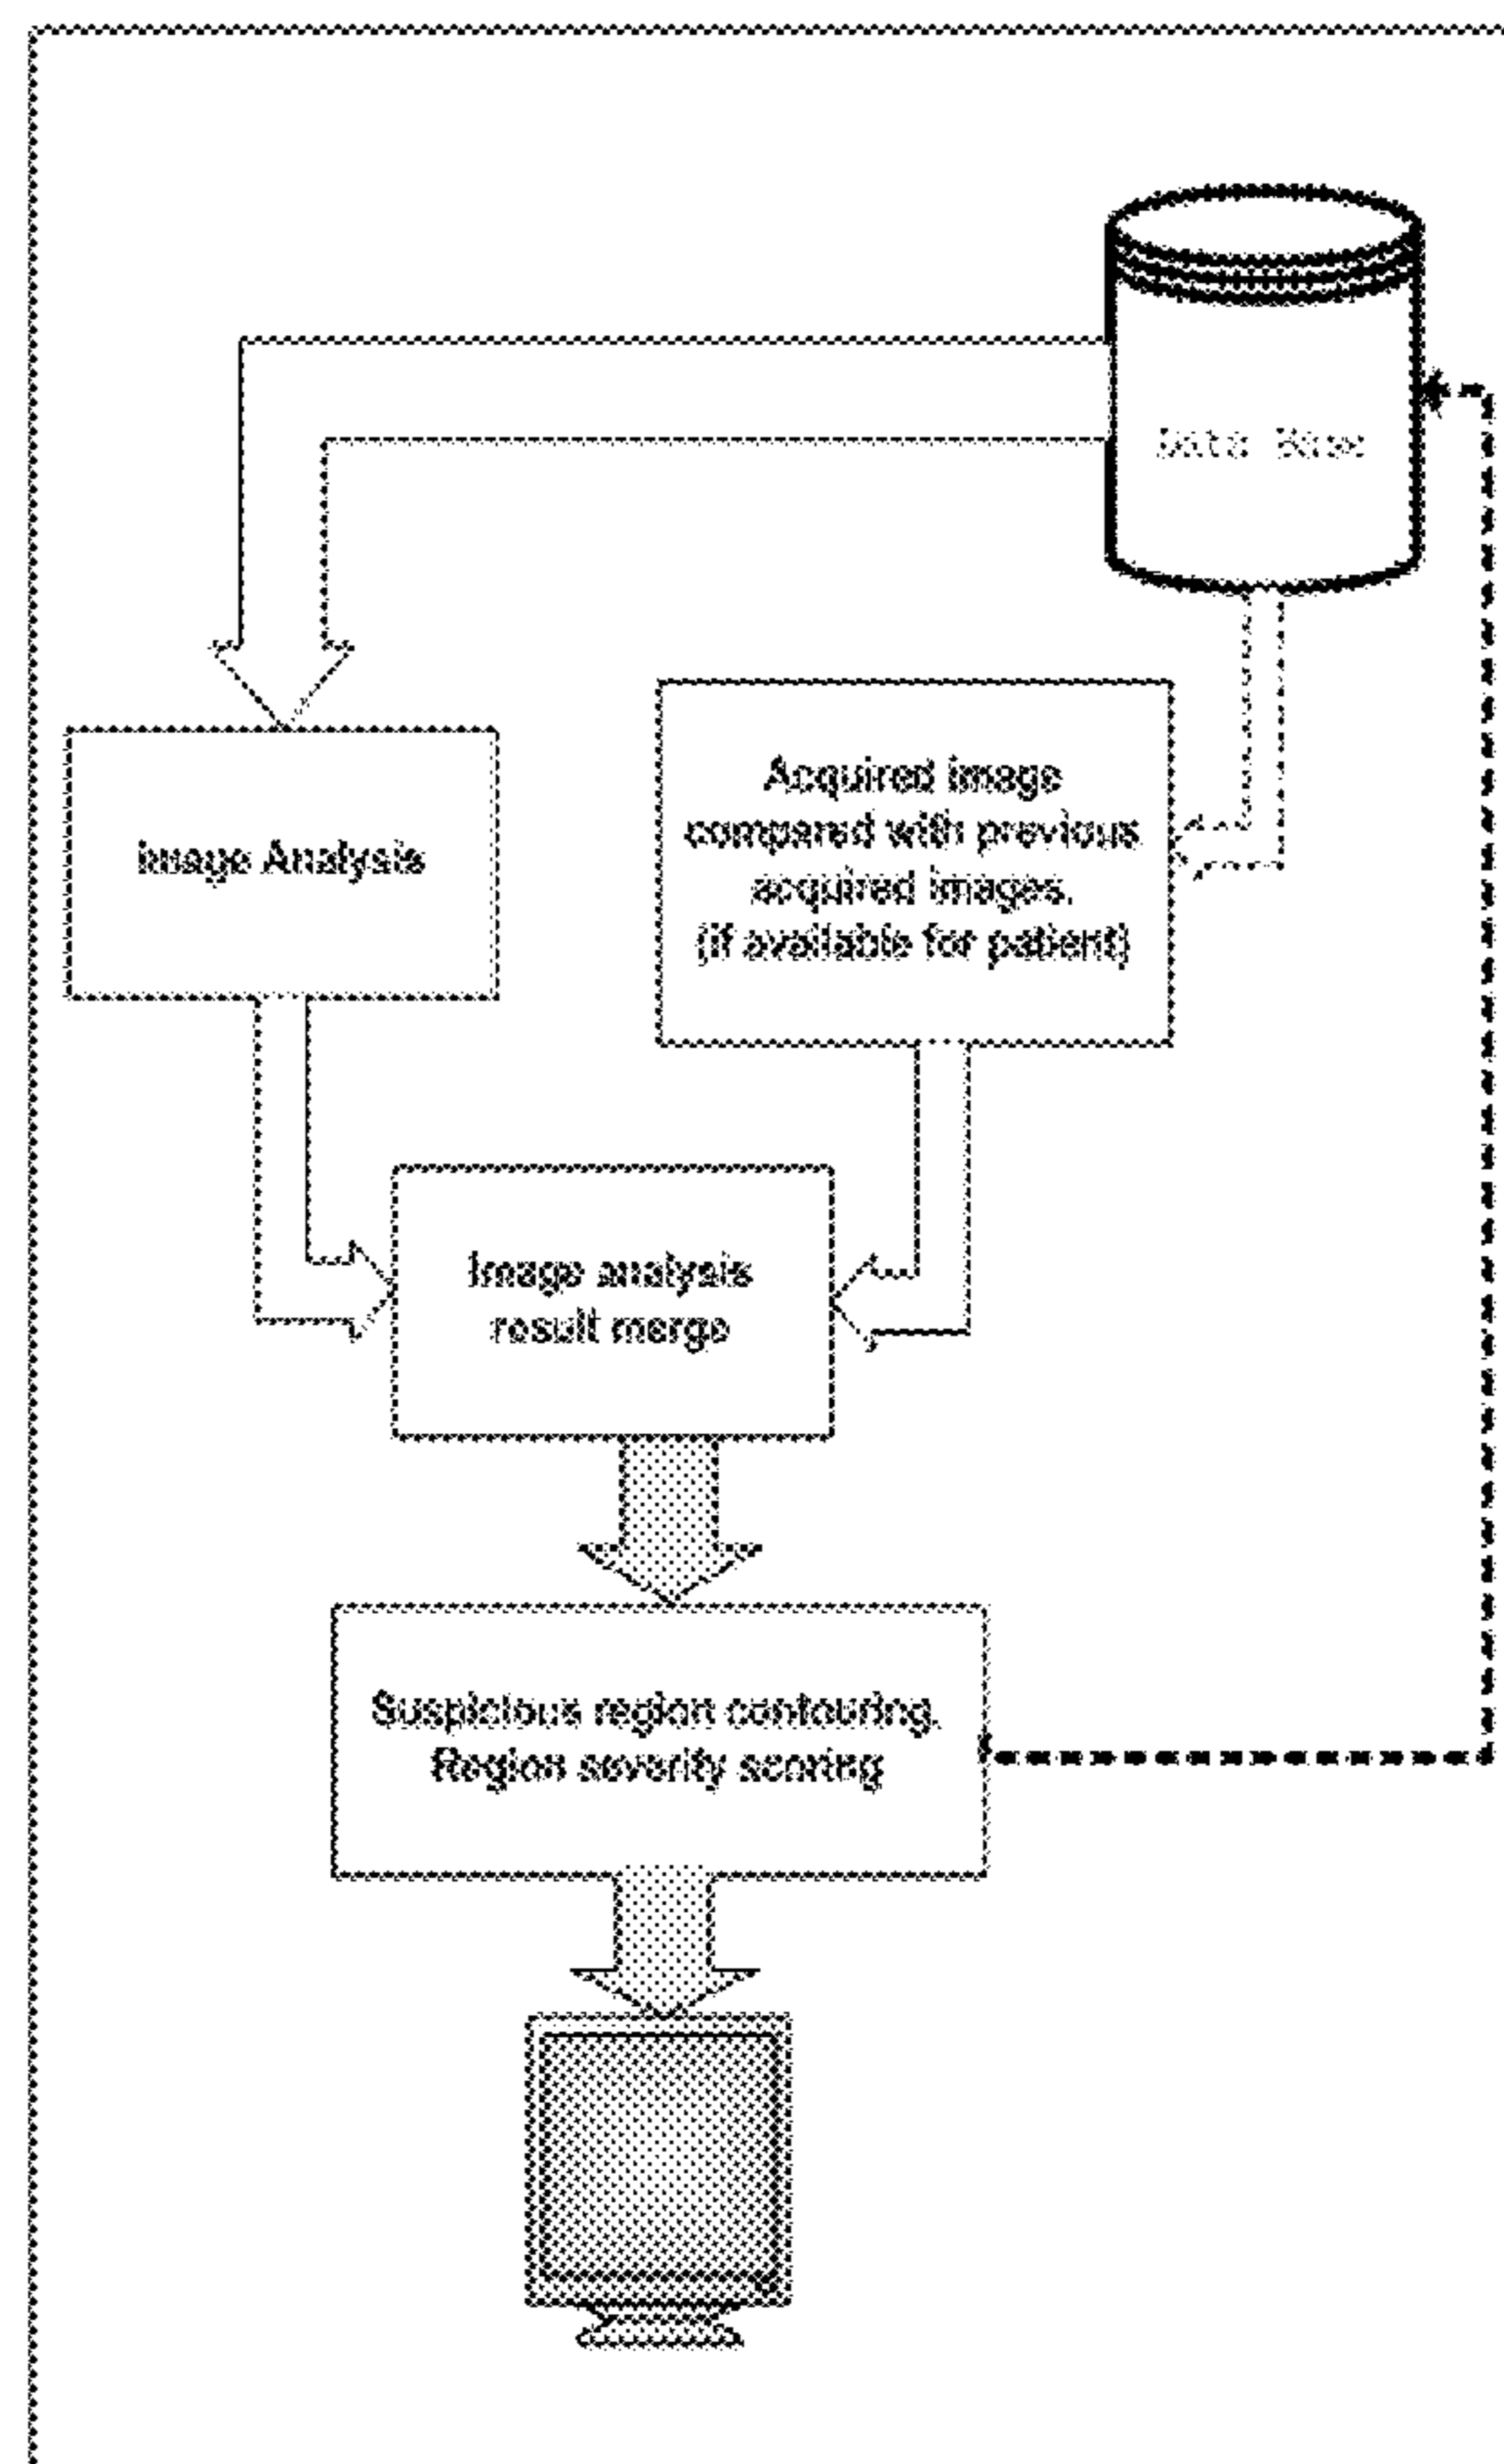 Data Base
Image Analysis
Acquired image
compared with previous
acquired images.
(if available for patient)
Image analysis
result merge
Suspicious region contouring.
Region severity scoring